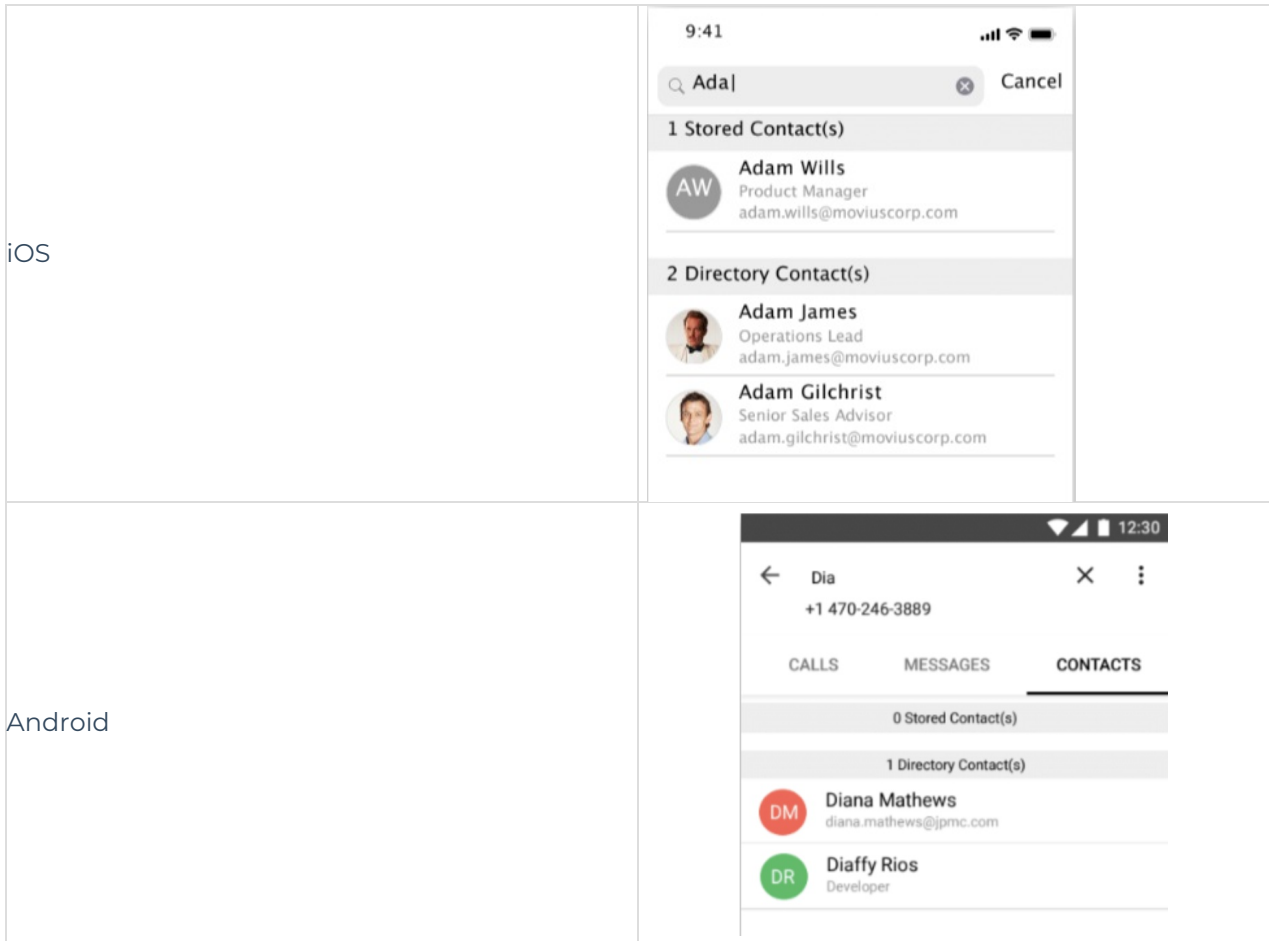 iOS
9:41
Ada
Cancel
1 Stored Contact(s)
AW
Adam Wills
Product Manager
adam.wills@moviuscorp.com
2 Directory Contact(s)
Adam James
Operations Lead
adam.james@moviuscorp.com
Adam Gilchrist
Senior Sales Advisor
adam.gilchrist@moviuscorp.com
Android
12:30
Dia
+1 470-246-3889
CALLS MESSAGES CONTACTS
0 Stored Contact(s)
1 Directory Contact(s)
DM
Diana Mathews
diana.mathews@jpmc.com
DR
Diaffy Rios
Developer